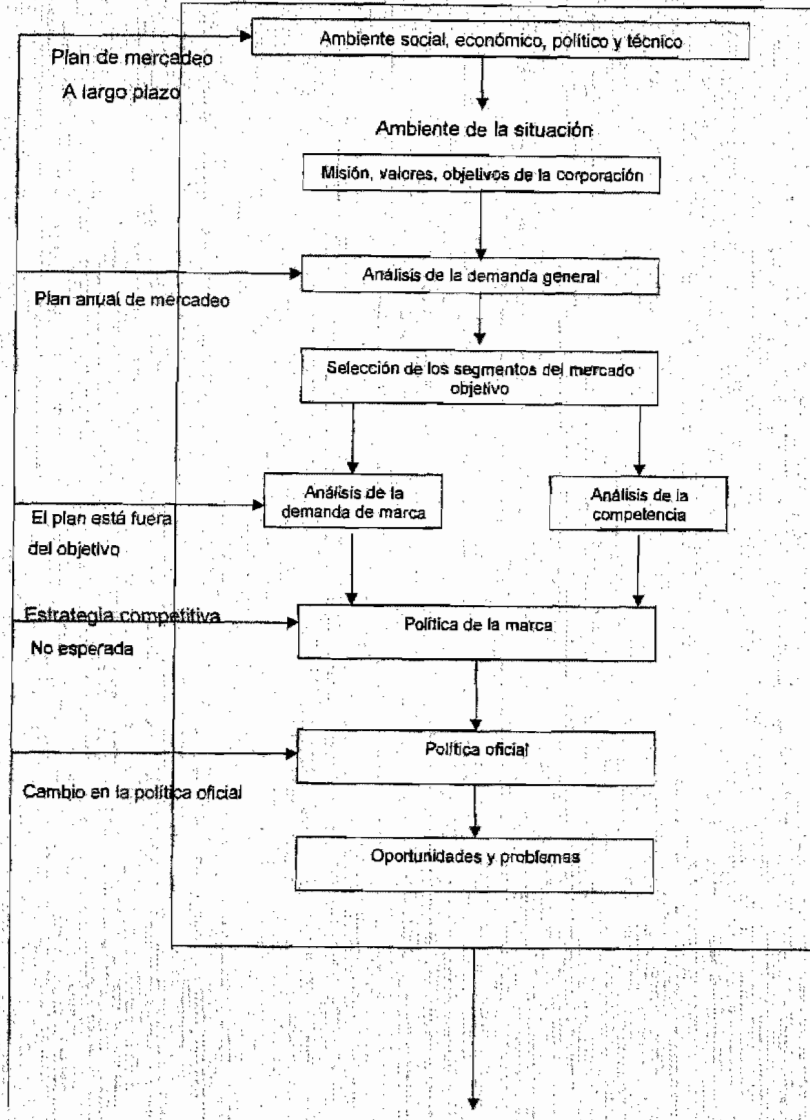 Ambiente social, económico, político y técnico
Plan de mercadeo
A largo plazo
Ambiente de la situación
Misión, valores, objetivos de la corporación
Análisis de la demanda general
Plan anual de mercadeo
Selección de los segmentos del mercado
objetivo
Análisis de la
demanda de marca
Análisis de la
competencia
El plan está fuera
del objetivo
Estrategia competitiva
No esperada
Política de la marca
Política oficial
Cambio en la política oficial
Oportunidades y problemas